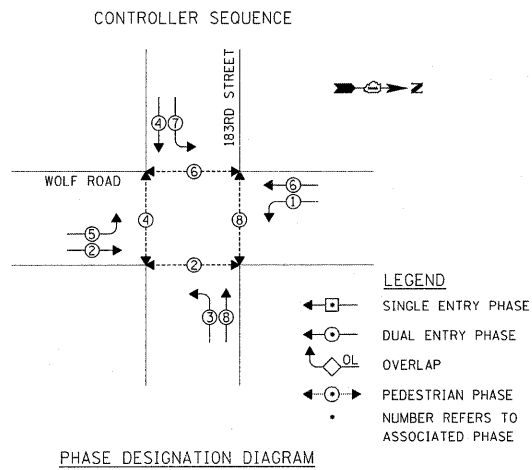 CONTROLLER SEQUENCE
183RD STREET
N
4 7
6
WOLF ROAD
6
1
4
8
5
2
2
3 8
LEGEND
SINGLE ENTRY PHASE
DUAL ENTRY PHASE
OL
OVERLAP
PEDESTRIAN PHASE
NUMBER REFERS TO
ASSOCIATED PHASE
PHASE DESIGNATION DIAGRAM